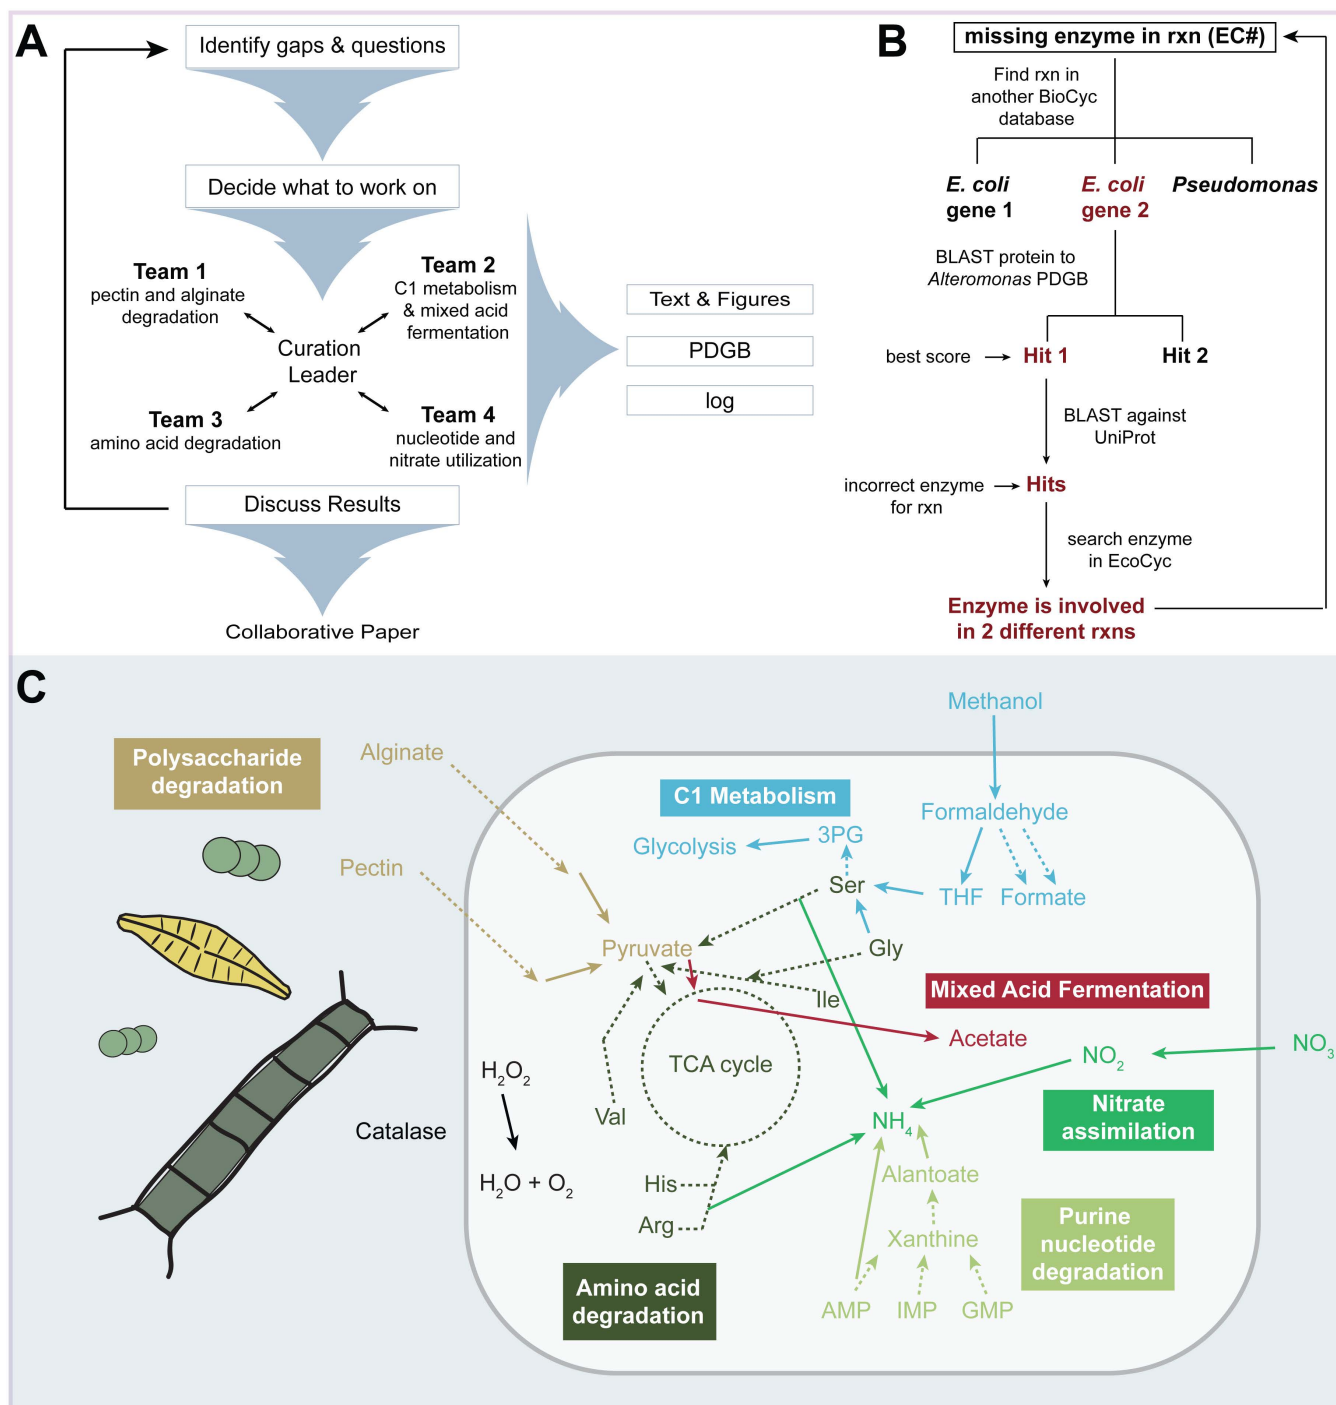 A
Identify gaps & questions
Decide what to work on
Team 1
pectin and alginate
degradation
Team 2
C1 metabolism
& mixed acid
fermentation
Curation
Leader
Team 3
amino acid degradation
Team 4
nucleotide and
nitrate utilization
Text & Figures
PDGB
log
Discuss Results
Collaborative Paper
B
missing enzyme in rxn (EC#)
Find rxn in
another BioCyc
database
E. coli
gene 1
E. coli
gene 2
Pseudomonas
BLAST protein to
Alteromonas PDGB
best score
Hit 1
Hit 2
BLAST against
UniProt
incorrect enzyme
for rxn
Hits
search enzyme
in EcoCyc
Enzyme is involved
in 2 different rxns
C
Polysaccharide
degradation
Alginate
Pectin
Methanol
C1 Metabolism
Formaldehyde
Glycolysis
3PG
Ser
THF
Formate
Pyruvate
Gly
Ile
Mixed Acid Fermentation
Acetate
TCA cycle
NO2
NO3
H2O2
Val
NH4
Nitrate
assimilation
Catalase
H2O + O2
His
Arg
Alantoate
Xanthine
Purine
nucleotide
degradation
Amino acid
degradation
AMP
IMP
GMP